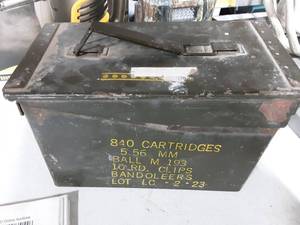 840 CARTRIDGES
5.56 MM
BALL M 193
10 RD. CLIPS
BANDOLEERS
LOT LC - 2 - 23